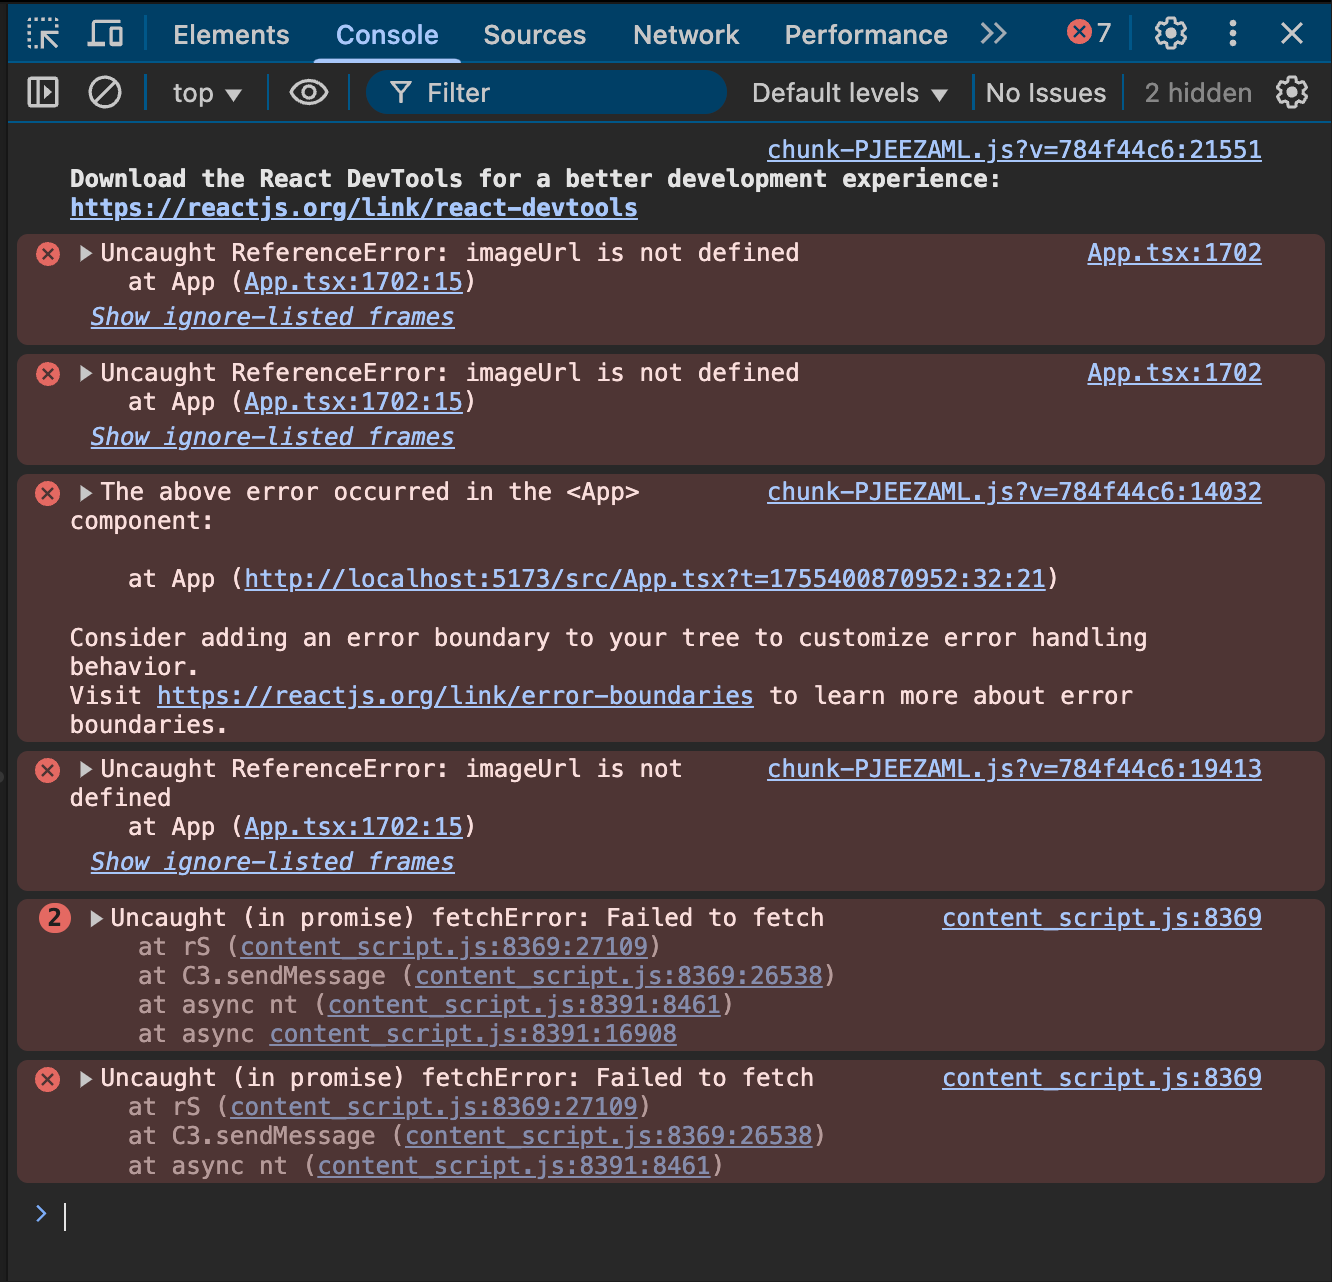 Elements Console Sources Network Performance 7
top Filter Default levels No Issues 2 hidden
chunk-PJEEZAML.js?v=784f44c6:21551
Download the React DevTools for a better development experience:
https://reactjs.org/link/react-devtools
Uncaught ReferenceError: imageUrl is not defined App.tsx:1702
at App (App.tsx:1702:15)
Show ignore-listed frames
Uncaught ReferenceError: imageUrl is not defined App.tsx:1702
at App (App.tsx:1702:15)
Show ignore-listed frames
The above error occurred in the <App> chunk-PJEEZAML.js?v=784f44c6:14032
component:
at App (http://localhost:5173/src/App.tsx?t=1755400870952:32:21)
Consider adding an error boundary to your tree to customize error handling
behavior.
Visit https://reactjs.org/link/error-boundaries to learn more about error
boundaries.
Uncaught ReferenceError: imageUrl is not chunk-PJEEZAML.js?v=784f44c6:19413
defined
at App (App.tsx:1702:15)
Show ignore-listed frames
2 Uncaught (in promise) fetchError: Failed to fetch content_script.js:8369
at rS (content_script.js:8369:27109)
at C3.sendMessage (content_script.js:8369:26538)
at async nt (content_script.js:8391:8461)
at async content_script.js:8391:16908
Uncaught (in promise) fetchError: Failed to fetch content_script.js:8369
at rS (content_script.js:8369:27109)
at C3.sendMessage (content_script.js:8369:26538)
at async nt (content_script.js:8391:8461)